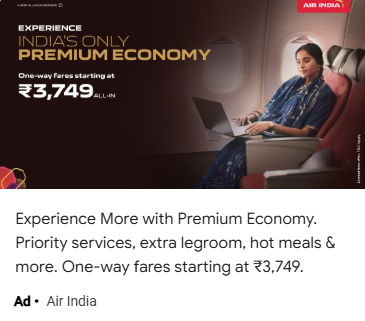 A STAR ALLIANCE MEMBER
AIR INDIA
EXPERIENCE
INDIA'S ONLY
PREMIUM ECONOMY
One-way fares starting at
₹3,749 ALL-IN
Experience More with Premium Economy.
Priority services, extra legroom, hot meals &
more. One-way fares starting at ₹3,749.
Ad • Air India